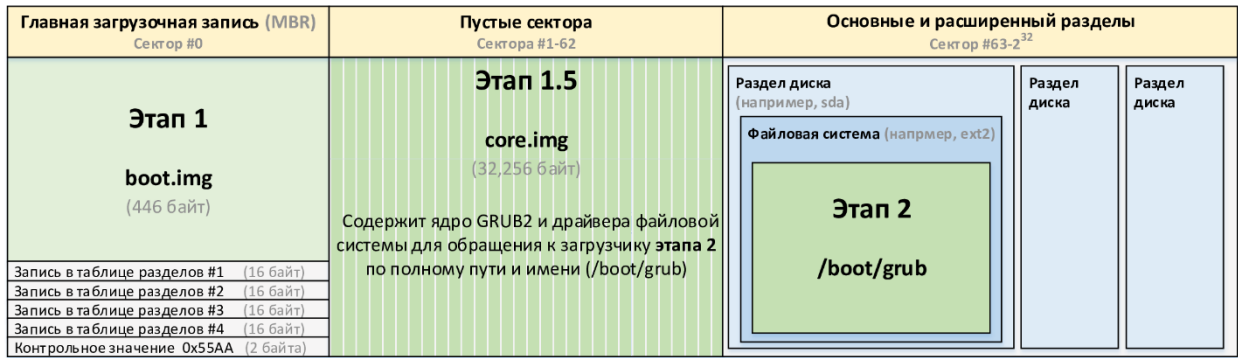 Главная загрузочная запись (MBR)
Сектор #0
Этап 1
boot.img
(446 байт)
Запись в таблице разделов #1 (16 байт)
Запись в таблице разделов #2 (16 байт)
Запись в таблице разделов #3 (16 байт)
Запись в таблице разделов #4 (16 байт)
Контрольное значение 0x55AA (2 байта)
Пустые сектора
Сектора #1-62
Этап 1.5
core.img
(32,256 байт)
Содержит ядро GRUB2 и драйвера файловой
системы для обращения к загрузчику этапа 2
по полному пути и имени (/boot/grub)
Основные и расширенный разделы
Сектор #63-2³²
Раздел диска
(например, sda)
Файловая система (напрмер, ext2)
Этап 2
/boot/grub
Раздел
диска
Раздел
диска